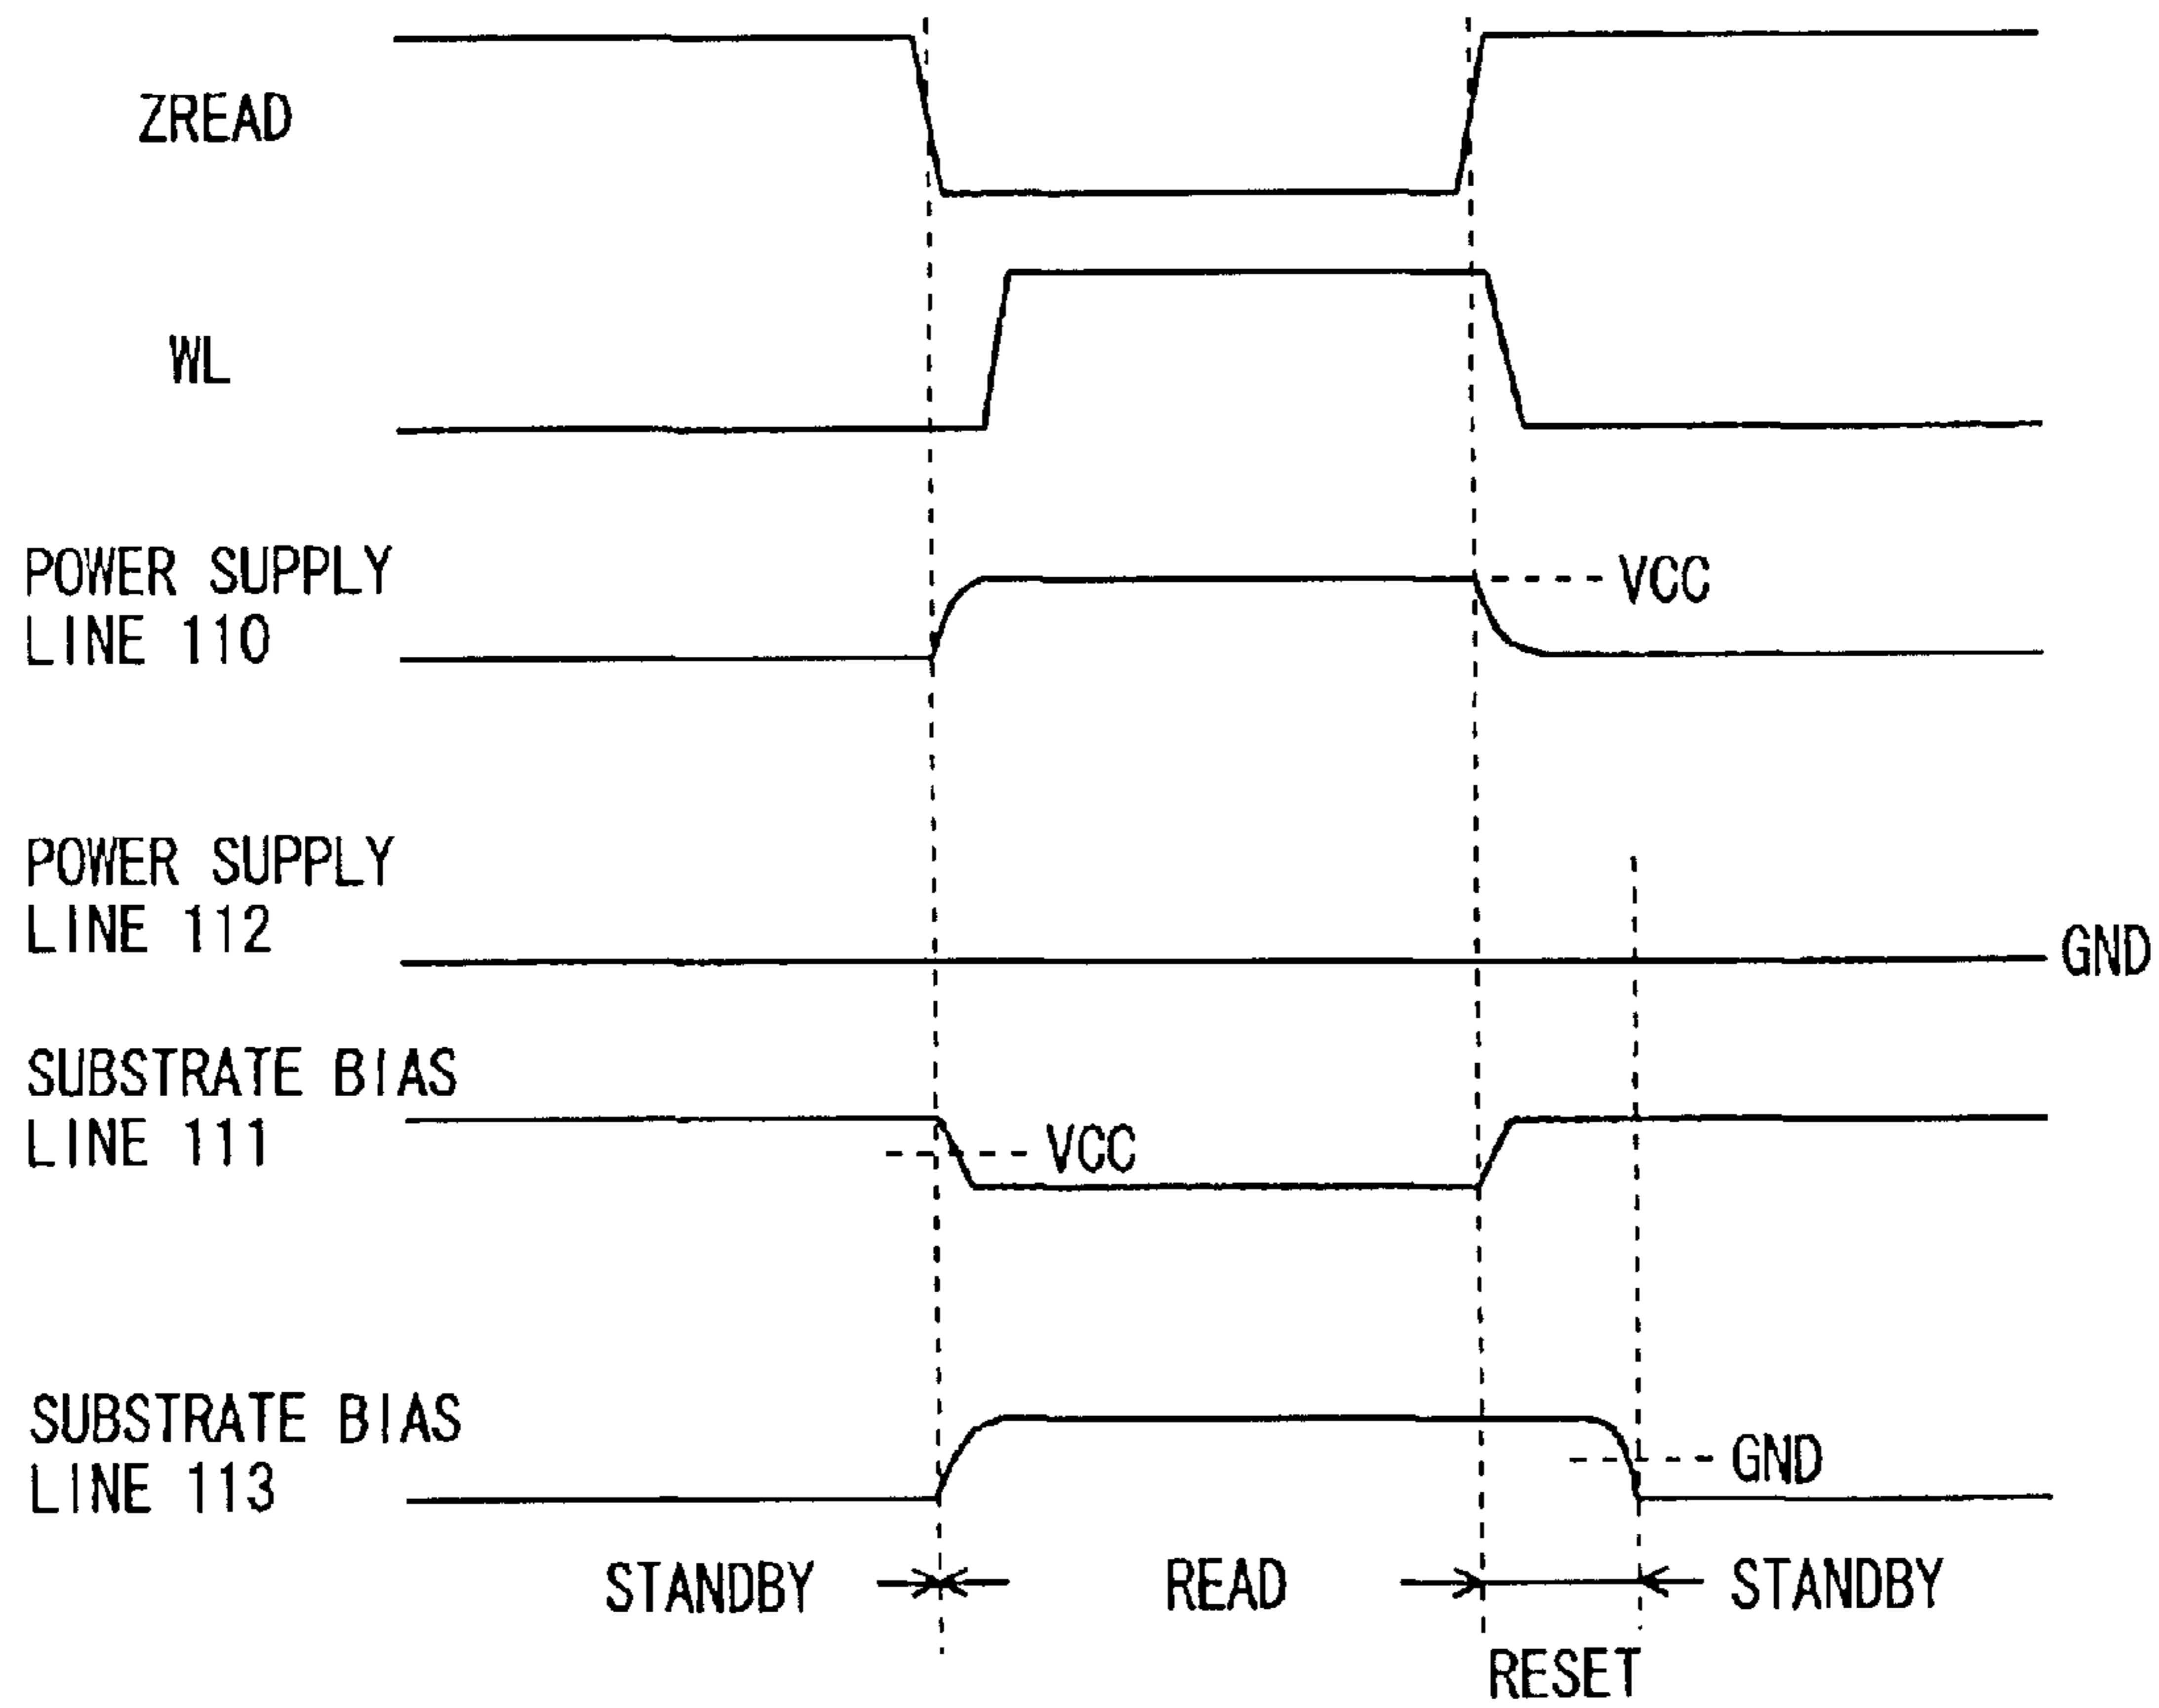 ZREAD
WL
POWER SUPPLY
LINE 110
VCC
POWER SUPPLY
LINE 112
GND
SUBSTRATE BIAS
LINE 111
VCC
SUBSTRATE BIAS
LINE 113
GND
STANDBY
READ
STANDBY
RESET